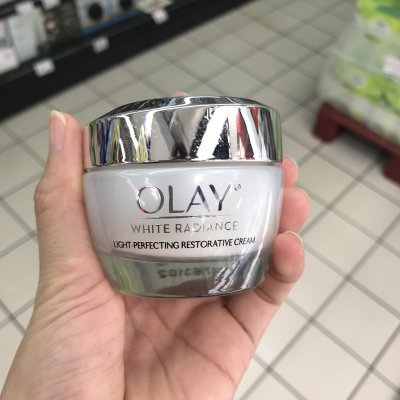 OLAY
WHITE RADIANCE
LIGHT-PERFECTING RESTORATIVE CREAM